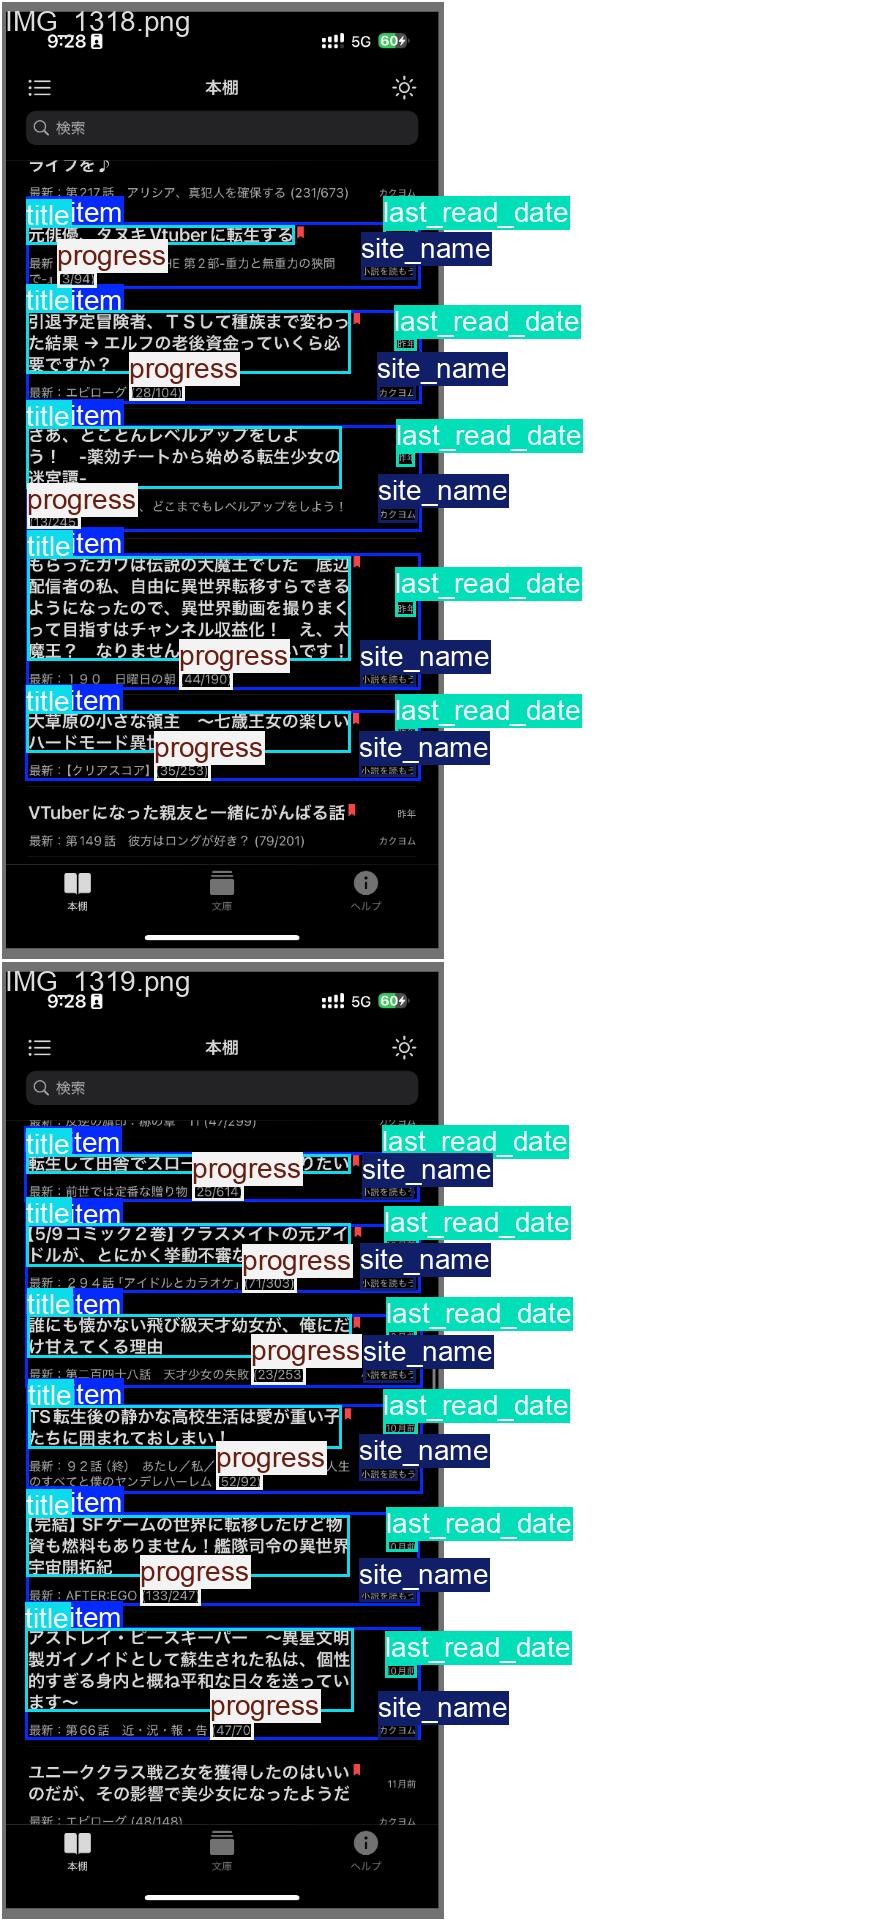 IMG_1318.png
9:28
5G 60
本棚
検索
ライフを♪
最新：第217話 アリシア、真犯人を確保する (231/673) カクヨム
title item last_read_date
元俳優、タヌキVtuberに転生する
site_name
progress
最新 HE 第２部-重力と無重力の狭間
で-』 3/94) 小説を読もう
title item
引退予定冒険者、ＴＳして種族まで変わっ
last_read_date
た結果 → エルフの老後資金っていくら必
昨年
要ですか？
progress site_name
最新：エピローグ (28/104) カクヨム
title item
さあ、とことんレベルアップをしよ
last_read_date
う！ -薬効チートから始める転生少女の
昨年
迷宮譚-
progress site_name
、どこまでもレベルアップをしよう！
(13/245 カクヨム
title item
もらったガワは伝説の大魔王でした 底辺
配信者の私、自由に異世界転移すらできる
last_read_date
ようになったので、異世界動画を撮りまく
昨年
って目指すはチャンネル収益化！ え、大
魔王？ なりません いです！
progress site_name
最新：１９０ 日曜日の朝 (44/190) 小説を読もう
title item last_read_date
大草原の小さな領主 〜七歳王女の楽しい
ハードモード異世
progress site_name
最新：【クリアスコア】 (35/253) 小説を読もう
VTuberになった親友と一緒にがんばる話 昨年
最新：第149話 彼方はロングが好き？ (79/201) カクヨム
本棚 文庫 ヘルプ
IMG_1319.png
9:28
5G 60
本棚
検索
最新：反逆の旗印：赫の章 11 (47/299) カクヨム
title item last_read_date
転生して田舎でスロー りたい
progress site_name
最新：前世では定番な贈り物 (25/614) 小説を読もう
title item last_read_date
【5/9コミック２巻】クラスメイトの元アイ
ドルが、とにかく挙動不審な
progress site_name
最新：２９４話「アイドルとカラオケ」 (71/303) 小説を読もう
title item last_read_date
誰にも懐かない飛び級天才幼女が、俺にだ
け甘えてくる理由
progress site_name
最新：第二百四十八話 天才少女の失敗 (23/253 小説を読もう
title item last_read_date
TS転生後の静かな高校生活は愛が重い子
10月前
たちに囲まれておしまい！
progress site_name
最新：９２話（終） あたし／私／ 人生
のすべてと僕のヤンデレハーレム (52/92) 小説を読もう
title item last_read_date
【完結】SFゲームの世界に転移したけど物
資も燃料もありません！艦隊司令の異世界
10月前
宇宙開拓紀
progress site_name
最新：AFTER:EGO (133/247) 小説を読もう
title item
アストレイ・ピースキーパー 〜異星文明
last_read_date
製ガイノイドとして蘇生された私は、個性
10月前
的すぎる身内と概ね平和な日々を送ってい
ます〜
progress site_name
最新：第66話 近・況・報・告 (47/70 カクヨム
ユニーククラス戦乙女を獲得したのはいい
11月前
のだが、その影響で美少女になったようだ
最新：エピローグ (48/148) カクヨム
本棚 文庫 ヘルプ